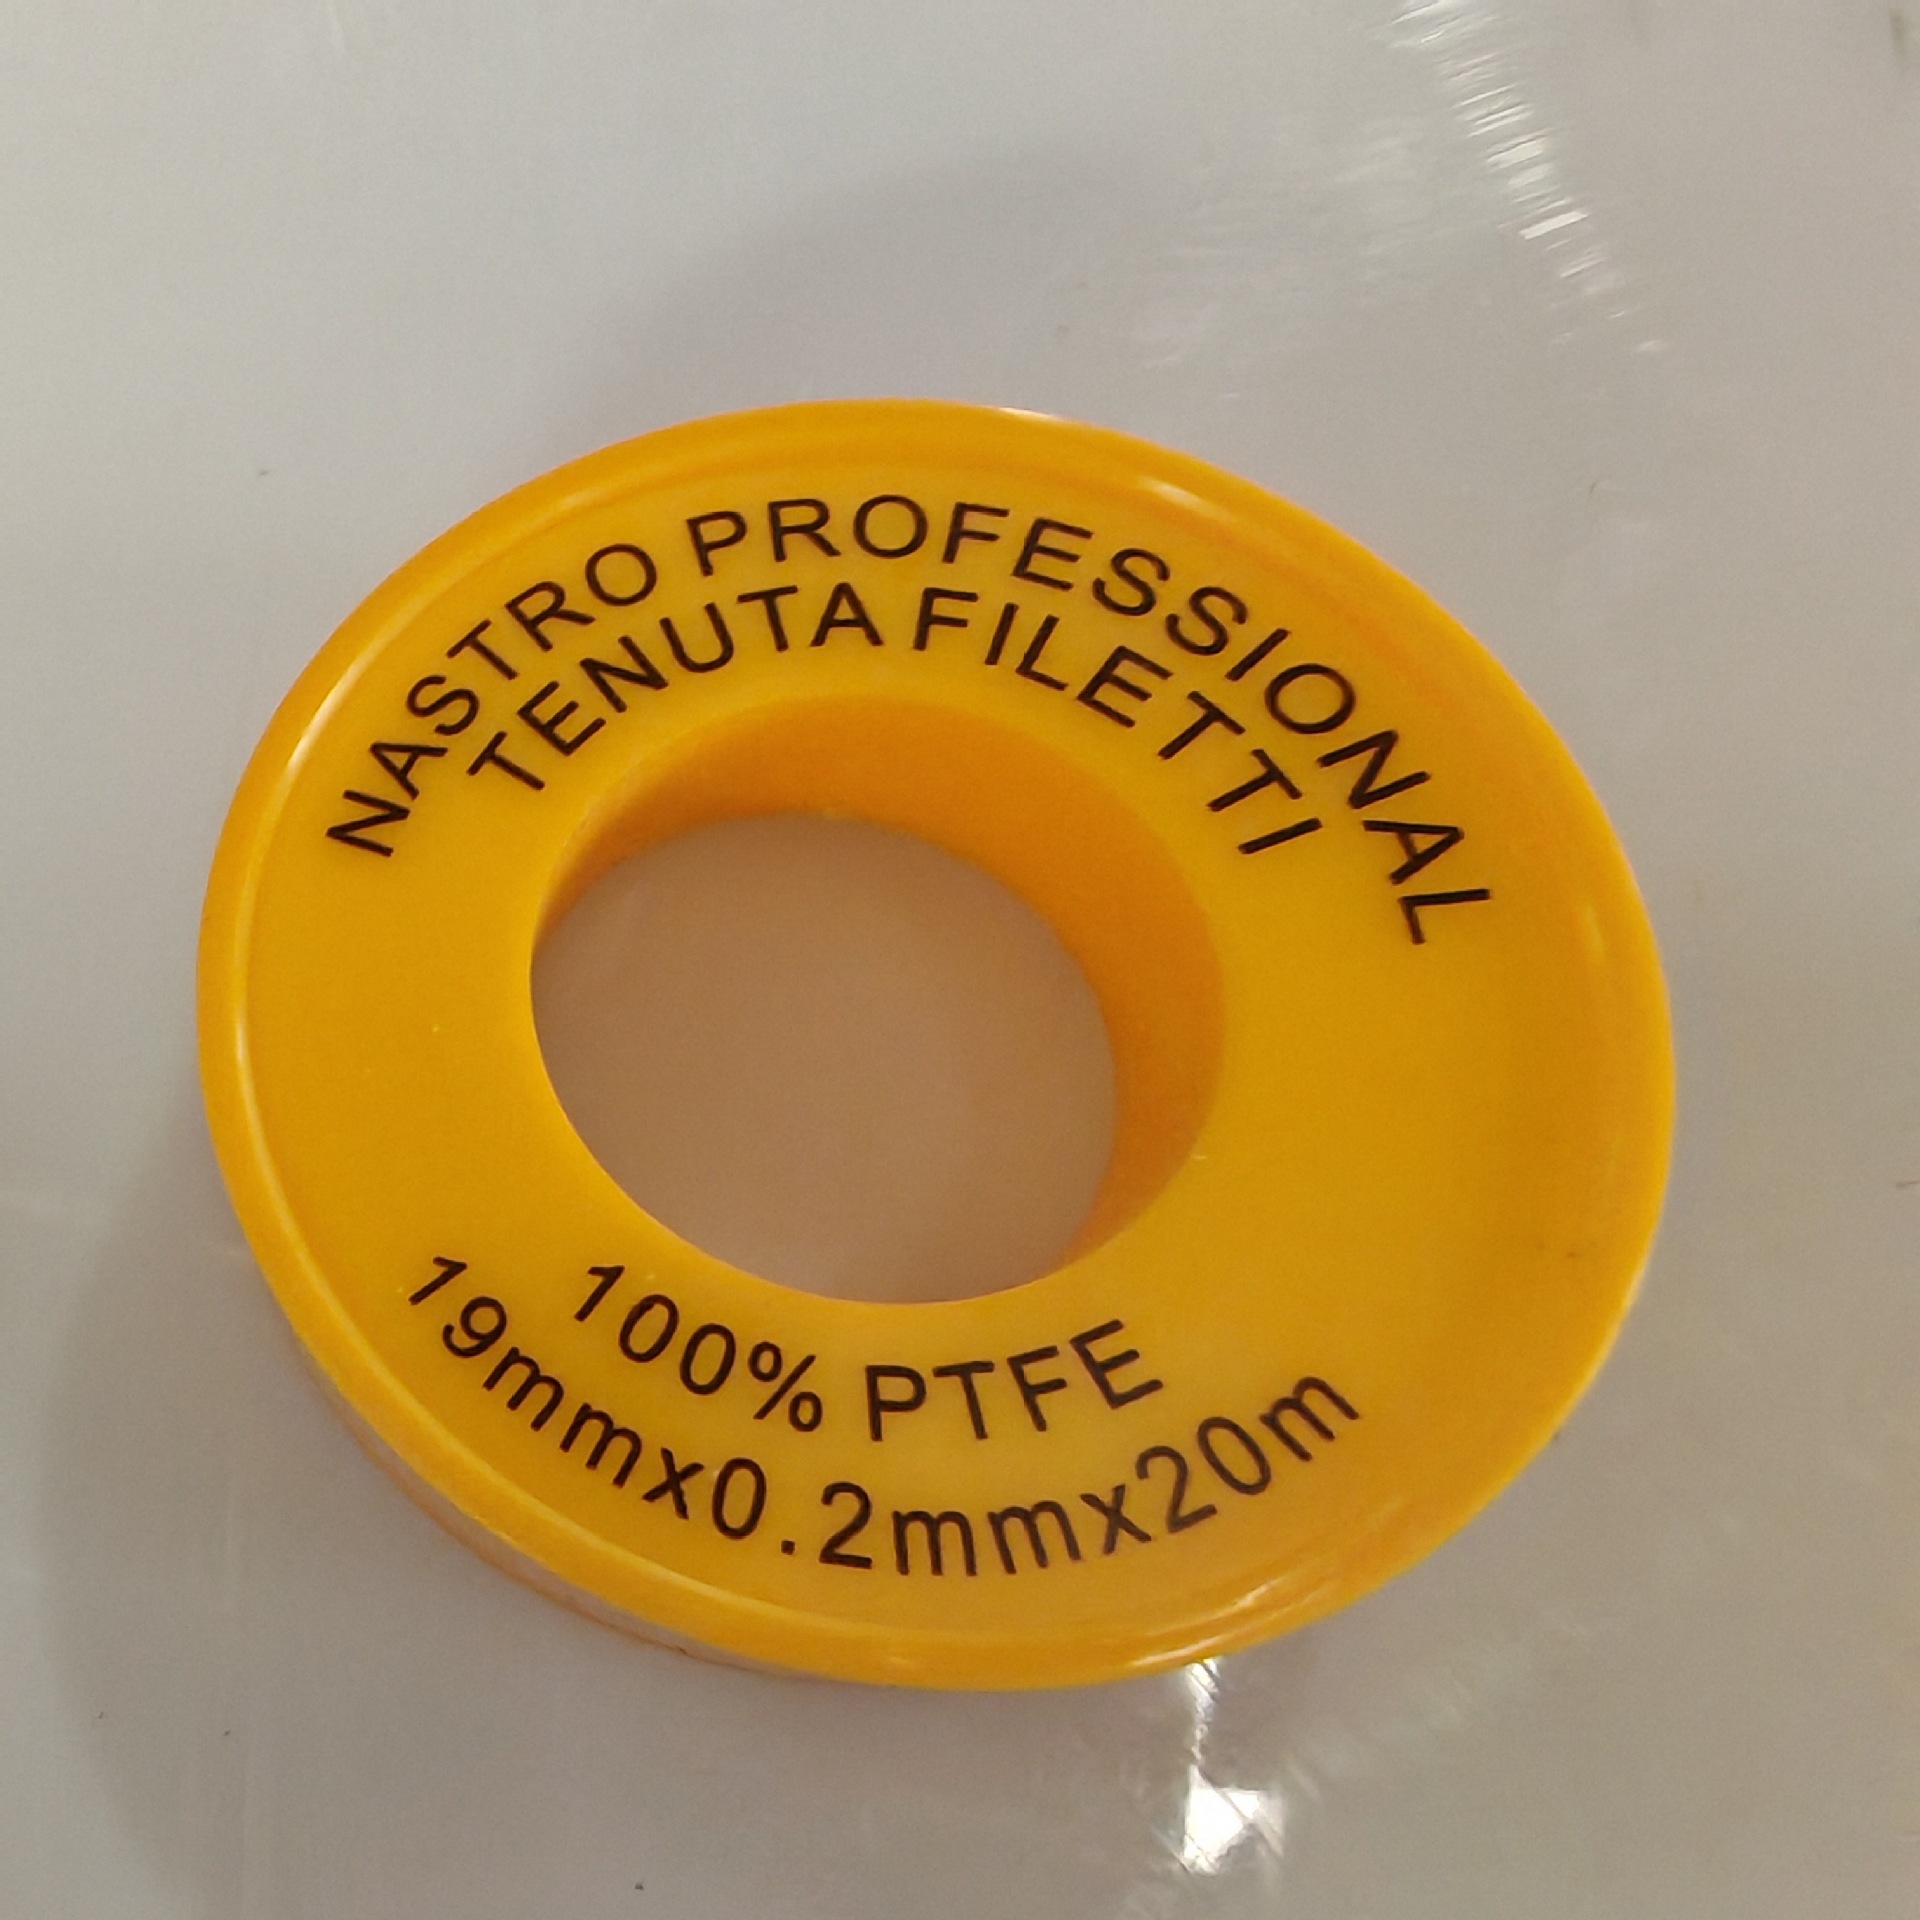 NASTRO PROFESSIONAL
TENUTA FILETTI
100% PTFE
19mmx0.2mmx20m